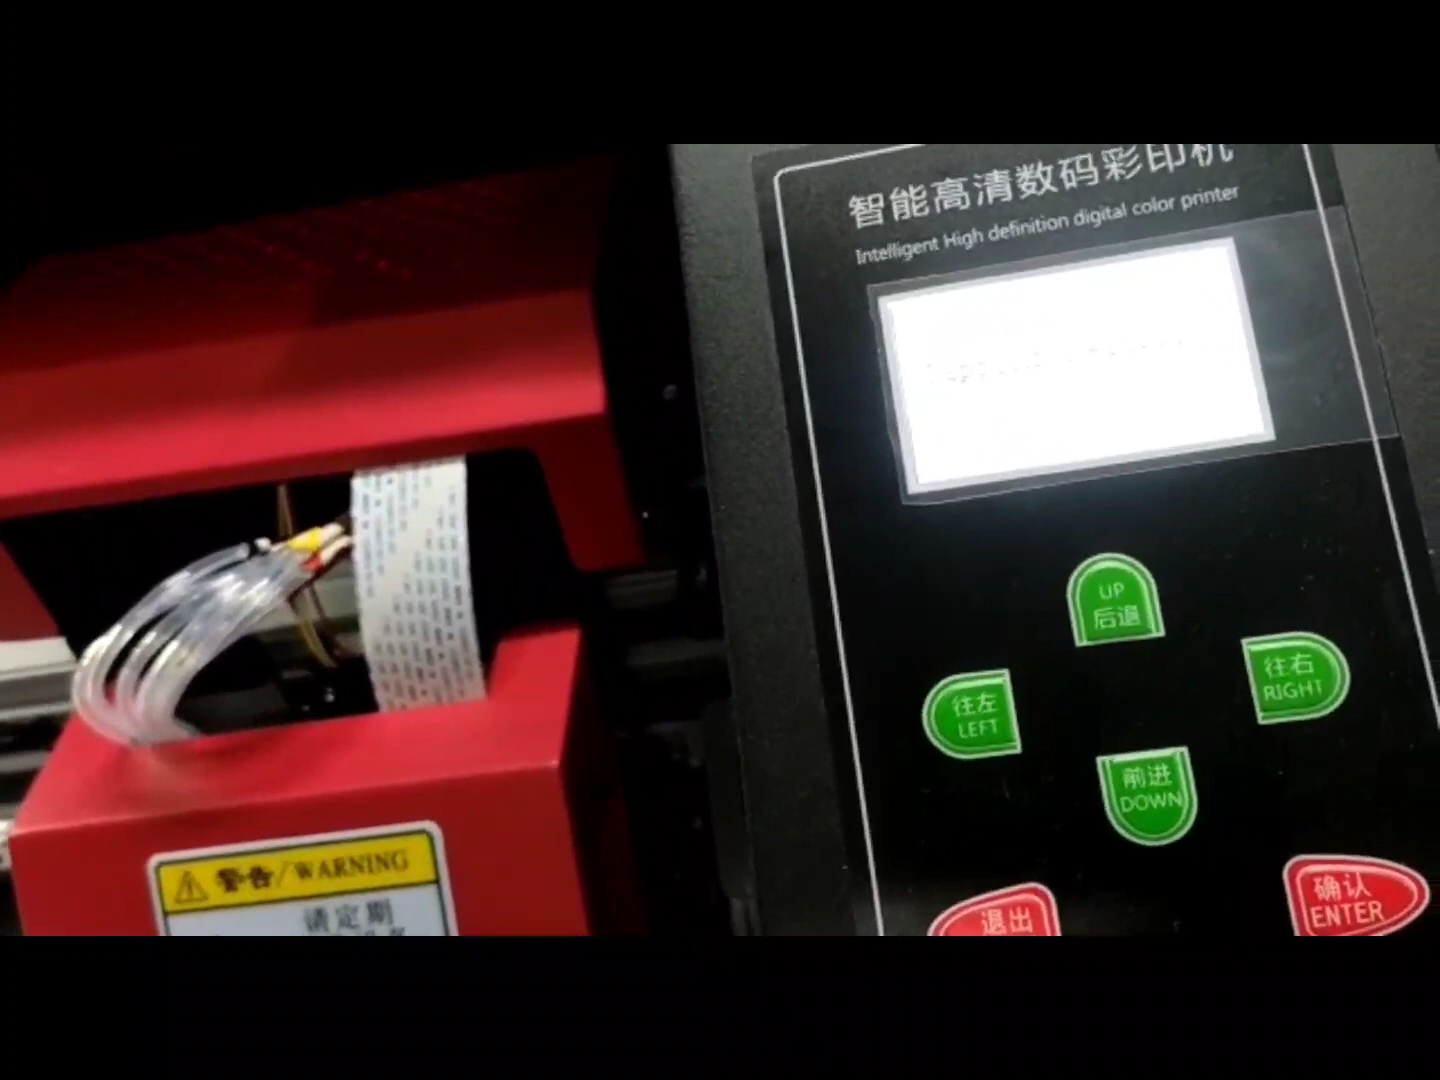 智能高清数码彩印机
Intelligent High definition digital color printer
UP
后退
往左
LEFT
往右
RIGHT
前进
DOWN
退出
确认
ENTER
警告/WARNING
请定期